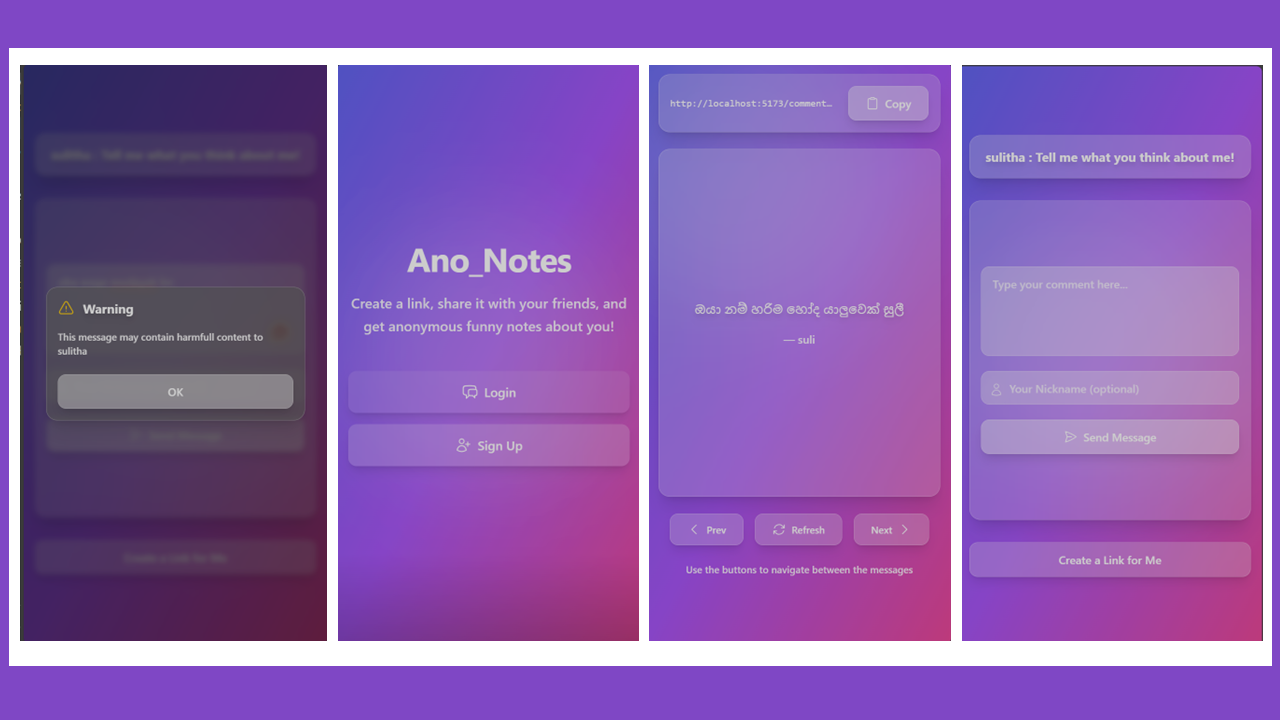 sulitha : Tell me what you think about me!
Warning
This message may contain harmfull content to
sulitha
OK
Send Message
Create a Link for Me
Ano_Notes
Create a link, share it with your friends, and
get anonymous funny notes about you!
Login
Sign Up
http://localhost:5173/comment…
Copy
ඔයා නම් හරිම හෝද යාලුවෙක් සුලී
— suli
Prev
Refresh
Next
Use the buttons to navigate between the messages
sulitha : Tell me what you think about me!
Type your comment here...
Your Nickname (optional)
Send Message
Create a Link for Me